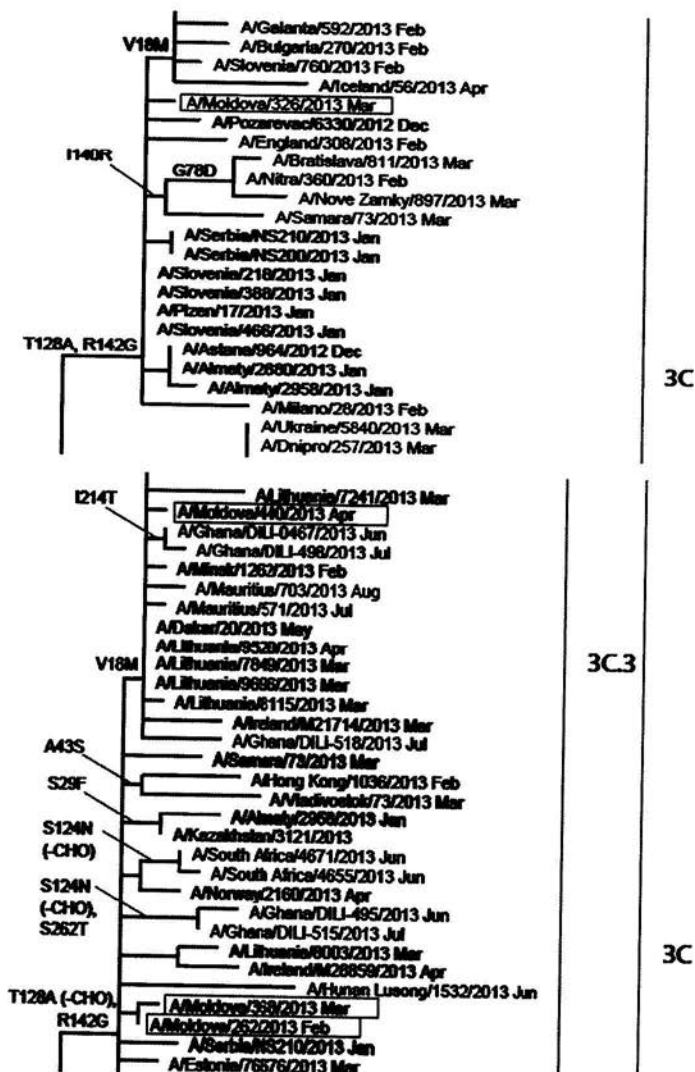 A/Galanta/592/2013 Feb
V18M
A/Bulgaria/270/2013 Feb
A/Slovenia/760/2013 Feb
A/Iceland/56/2013 Apr
A/Moldova/326/2013 Mar
A/Pozarevac/6330/2012 Dec
A/England/308/2013 Feb
I140R
A/Bratislava/811/2013 Mar
G78D
A/Nitra/360/2013 Feb
A/Nove Zamky/897/2013 Mar
A/Samara/73/2013 Mar
A/Serbia/NS210/2013 Jan
A/Serbia/NS200/2013 Jan
A/Slovenia/218/2013 Jan
A/Slovenia/388/2013 Jan
A/Plzen/17/2013 Jan
A/Slovenia/466/2013 Jan
T128A, R142G
A/Astana/964/2012 Dec
A/Almaty/2680/2013 Jan
3C
A/Almaty/2958/2013 Jan
A/Milano/28/2013 Feb
A/Ukraine/5840/2013 Mar
A/Dnipro/257/2013 Mar
I214T
A/Lithuania/7241/2013 Mar
A/Moldova/440/2013 Apr
A/Ghana/DILI-0467/2013 Jun
A/Ghana/DILI-498/2013 Jul
A/Minsk/1262/2013 Feb
A/Mauritius/703/2013 Aug
A/Mauritius/571/2013 Jul
A/Dakar/20/2013 May
A/Lithuania/9520/2013 Apr
V18M
A/Lithuania/7849/2013 Mar
3C.3
A/Lithuania/9696/2013 Mar
A/Lithuania/6115/2013 Mar
A/Ireland/M21714/2013 Mar
A/Ghana/DILI-518/2013 Jul
A43S
A/Samara/73/2013 Mar
A/Hong Kong/1036/2013 Feb
S29F
A/Vladivostok/73/2013 Mar
A/Almaty/2958/2013 Jan
S124N
(-CHO)
A/Kazakhstan/3121/2013
A/South Africa/4671/2013 Jun
A/South Africa/4655/2013 Jun
S124N
(-CHO),
S262T
A/Norway/2160/2013 Apr
A/Ghana/DILI-495/2013 Jun
A/Ghana/DILI-515/2013 Jul
A/Lithuania/8003/2013 Mar
3C
A/Ireland/M28859/2013 Apr
A/Hunan Lusong/1532/2013 Jun
T128A (-CHO),
R142G
A/Moldova/368/2013 Mar
A/Moldova/262/2013 Feb
A/Serbia/NS210/2013 Jan
A/Estonia/76676/2013 Mar